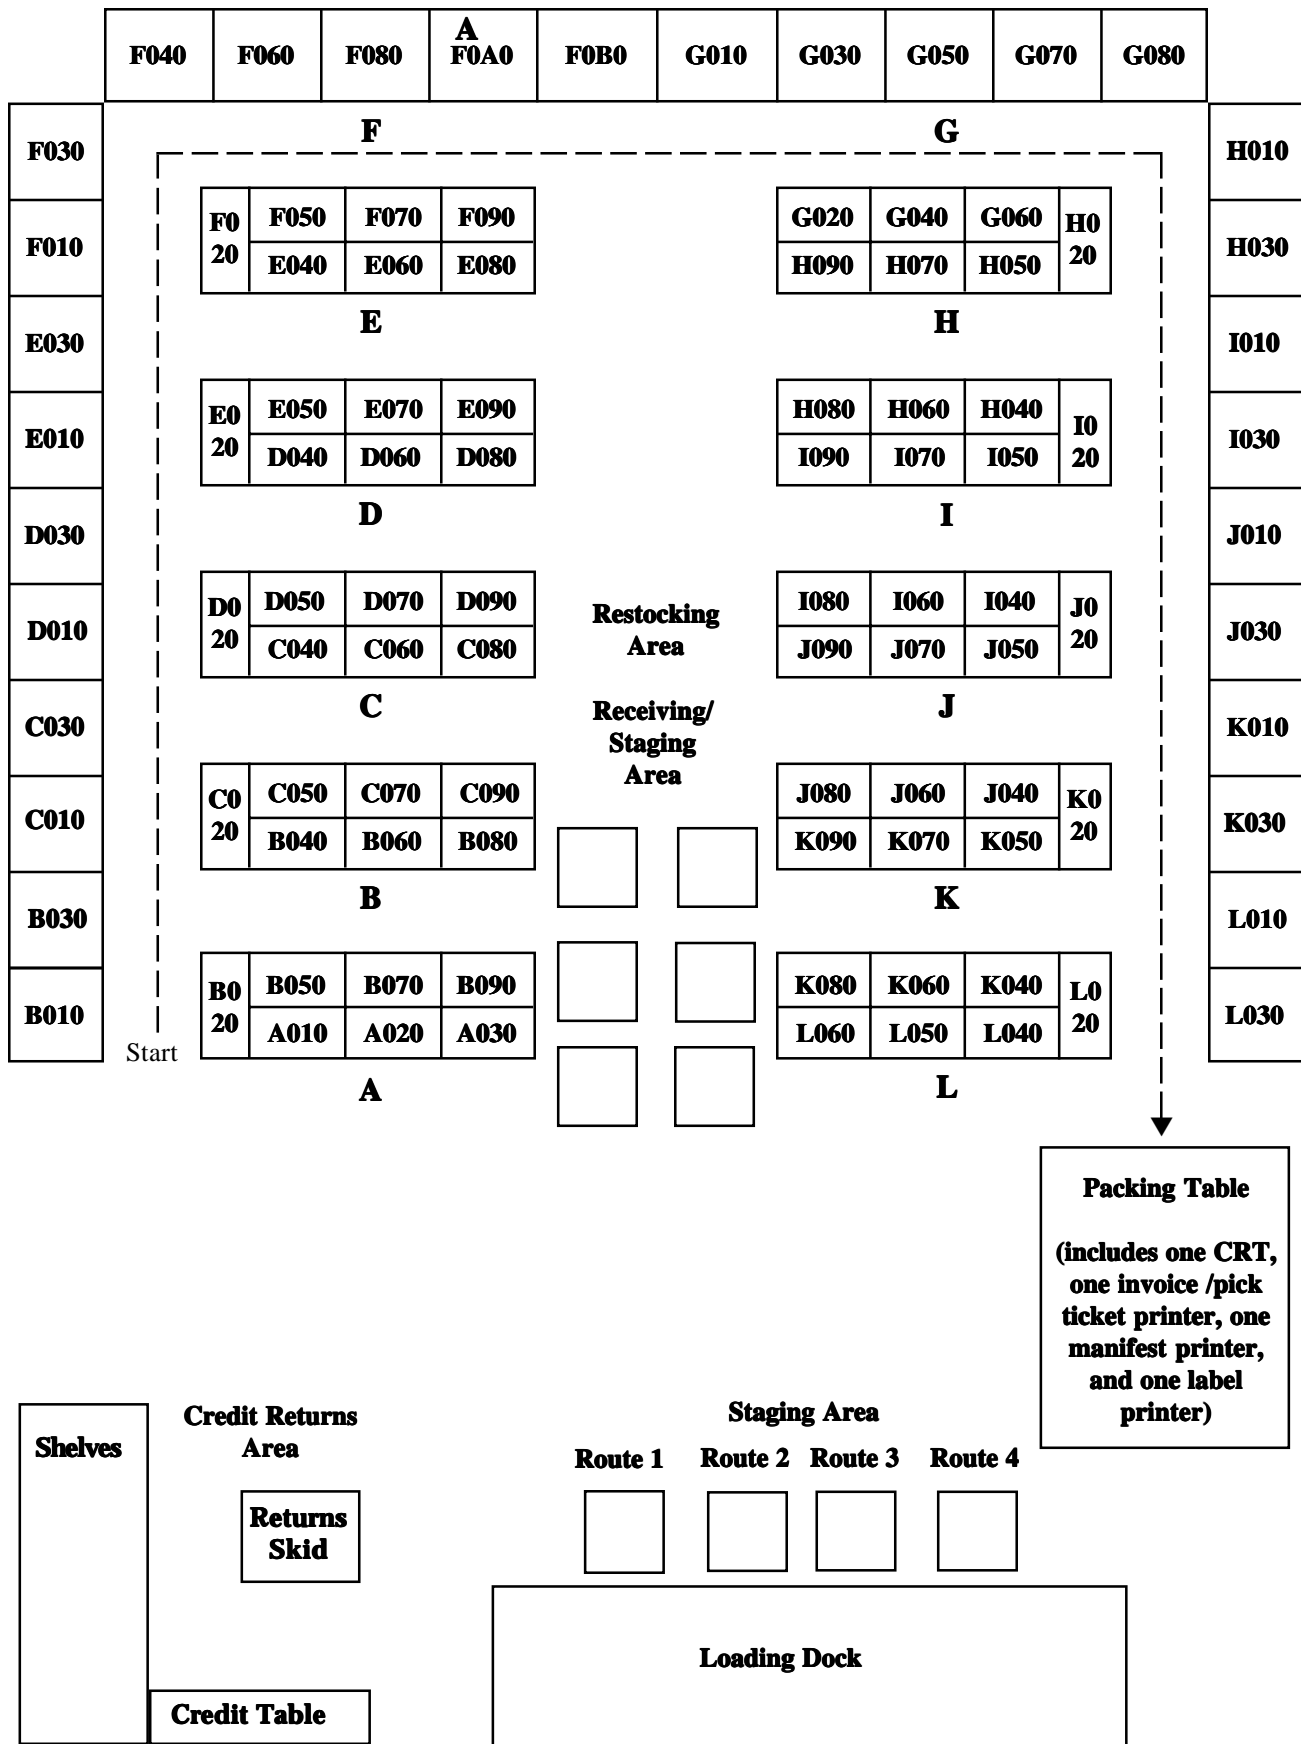 A
F040 F060 F080 F0A0 F0B0 G010 G030 G050 G070 G080
F G
F030 H010
F0 20 F050 F070 F090 G020 G040 G060 H0 20
F010 E040 E060 E080 H090 H070 H050 H030
E H
E030 I010
E0 20 E050 E070 E090 H080 H060 H040 I0 20
E010 D040 D060 D080 I090 I070 I050 I030
D I
D030 J010
D0 20 D050 D070 D090 I080 I060 I040 J0 20
D010 C040 C060 C080 J090 J070 J050 J030
Restocking
Area
C J
C030 K010
Receiving/
Staging
Area
C0 20 C050 C070 C090 J080 J060 J040 K0 20
C010 B040 B060 B080 K090 K070 K050 K030
B K
B030 L010
B0 20 B050 B070 B090 K080 K060 K040 L0 20
B010 A010 A020 A030 L060 L050 L040 L030
Start
A L
Packing Table
(includes one CRT,
one invoice /pick
ticket printer, one
manifest printer,
and one label
printer)
Shelves
Credit Returns
Area
Returns
Skid
Credit Table
Staging Area
Route 1 Route 2 Route 3 Route 4
Loading Dock